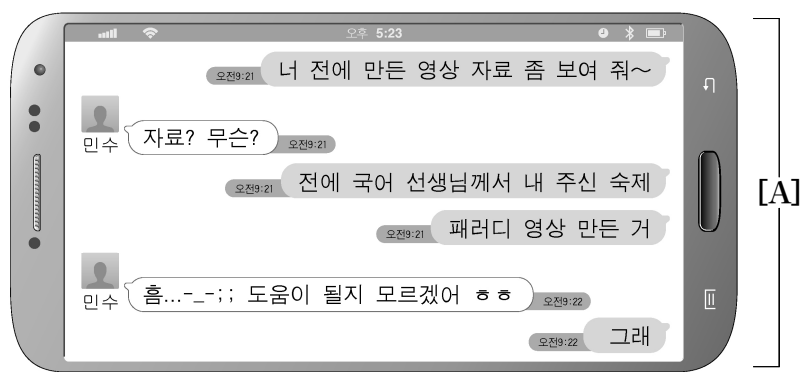 오후 5:23
오전9:21 너 전에 만든 영상 자료 좀 보여 줘~
민수 자료? 무슨? 오전9:21
오전9:21 전에 국어 선생님께서 내 주신 숙제
오전9:21 패러디 영상 만든 거
민수 흠...-_-;; 도움이 될지 모르겠어 ㅎㅎ 오전9:22
오전9:22 그래
[A]